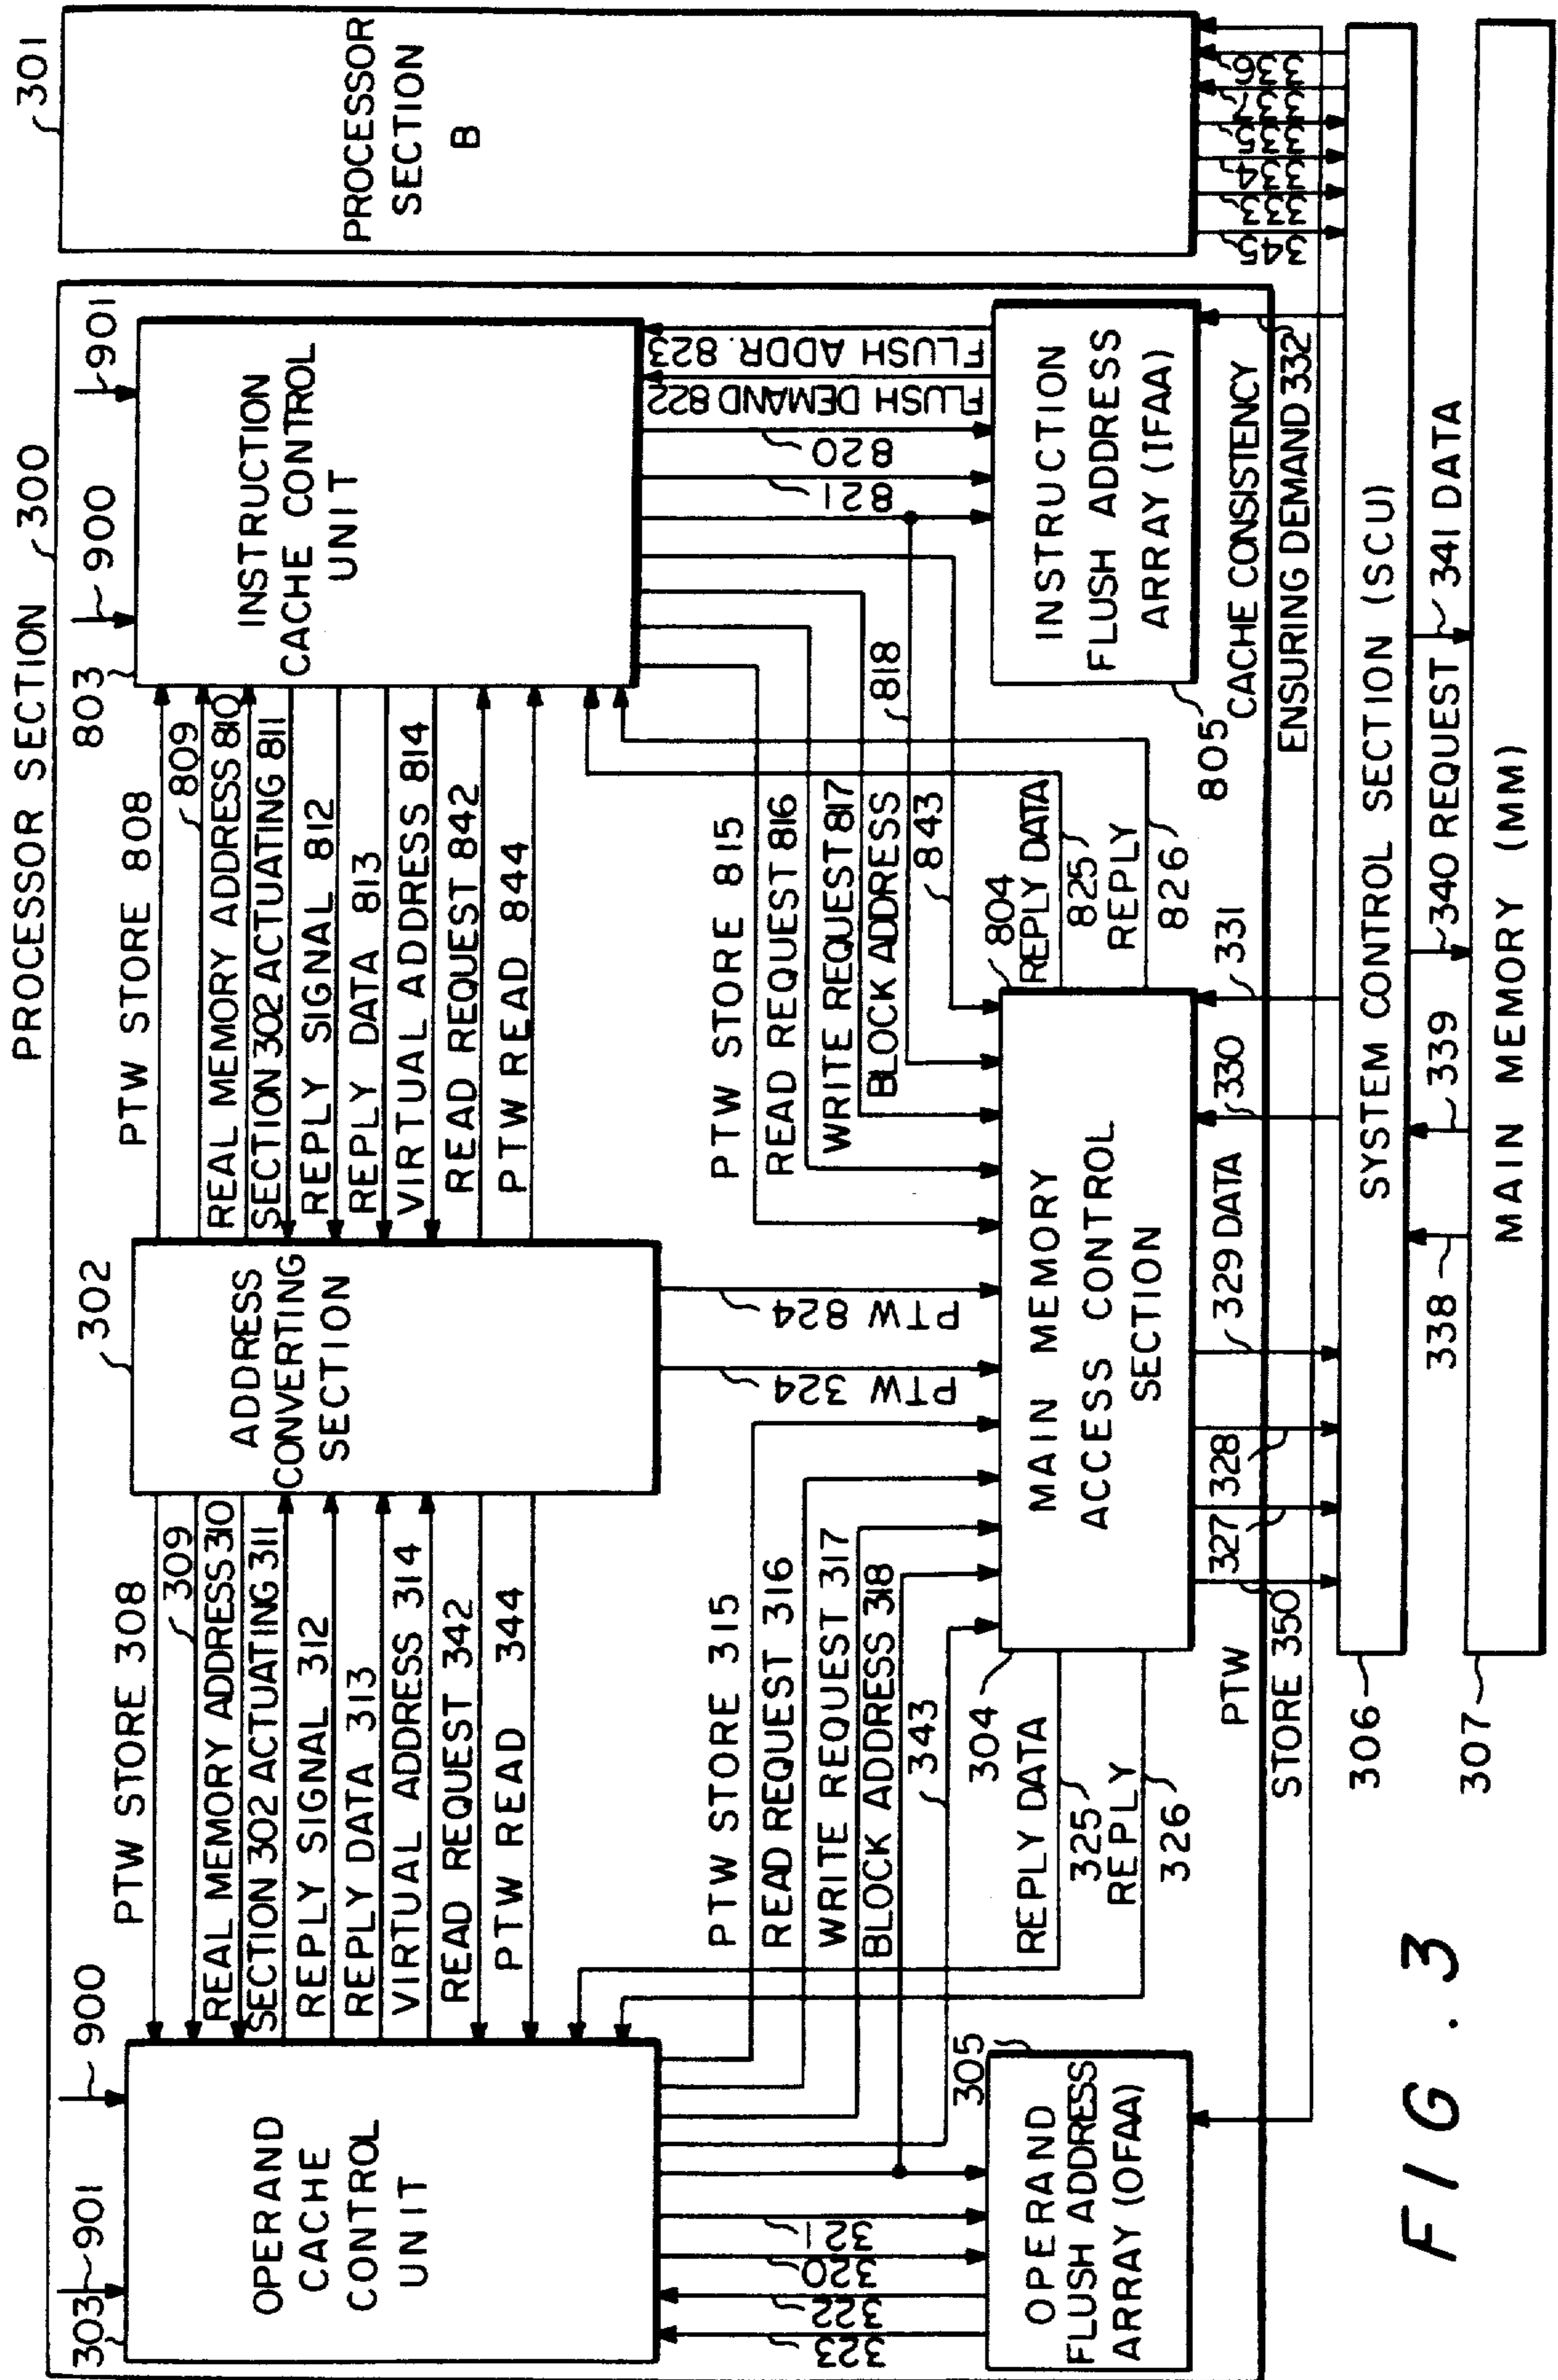 PROCESSOR SECTION 300
301
303
901
900
302
803
900
901
OPERAND
CACHE
CONTROL
UNIT
PTW STORE 308
309
REAL MEMORY ADDRESS 310
SECTION 302 ACTUATING 311
REPLY SIGNAL 312
REPLY DATA 313
VIRTUAL ADDRESS 314
READ REQUEST 342
PTW READ 344
ADDRESS
CONVERTING
SECTION
PTW STORE 808
809
REAL MEMORY ADDRESS 810
SECTION 302 ACTUATING 811
REPLY SIGNAL 812
REPLY DATA 813
VIRTUAL ADDRESS 814
READ REQUEST 842
PTW READ 844
INSTRUCTION
CACHE CONTROL
UNIT
PROCESSOR
SECTION
B
323
322
320
321
PTW STORE 315
READ REQUEST 316
WRITE REQUEST 317
BLOCK ADDRESS 318
343
PTW 324
PTW 824
PTW STORE 815
READ REQUEST 816
WRITE REQUEST 817
BLOCK ADDRESS
818
843
821
820
FLUSH DEMAND 822
FLUSH ADDR. 823
305
OPERAND
FLUSH ADDRESS
ARRAY (OFAA)
REPLY DATA
325
REPLY
326
304
MAIN MEMORY
ACCESS CONTROL
SECTION
804
REPLY DATA
825
REPLY
826
INSTRUCTION
FLUSH ADDRESS
ARRAY (IFAA)
805
PTW
STORE 350
327
328
329 DATA
330
331
CACHE CONSISTENCY
ENSURING DEMAND 332
345
333
334
335
337
336
306
SYSTEM CONTROL SECTION (SCU)
338
339
340 REQUEST
341 DATA
307
MAIN MEMORY (MM)
FIG. 3